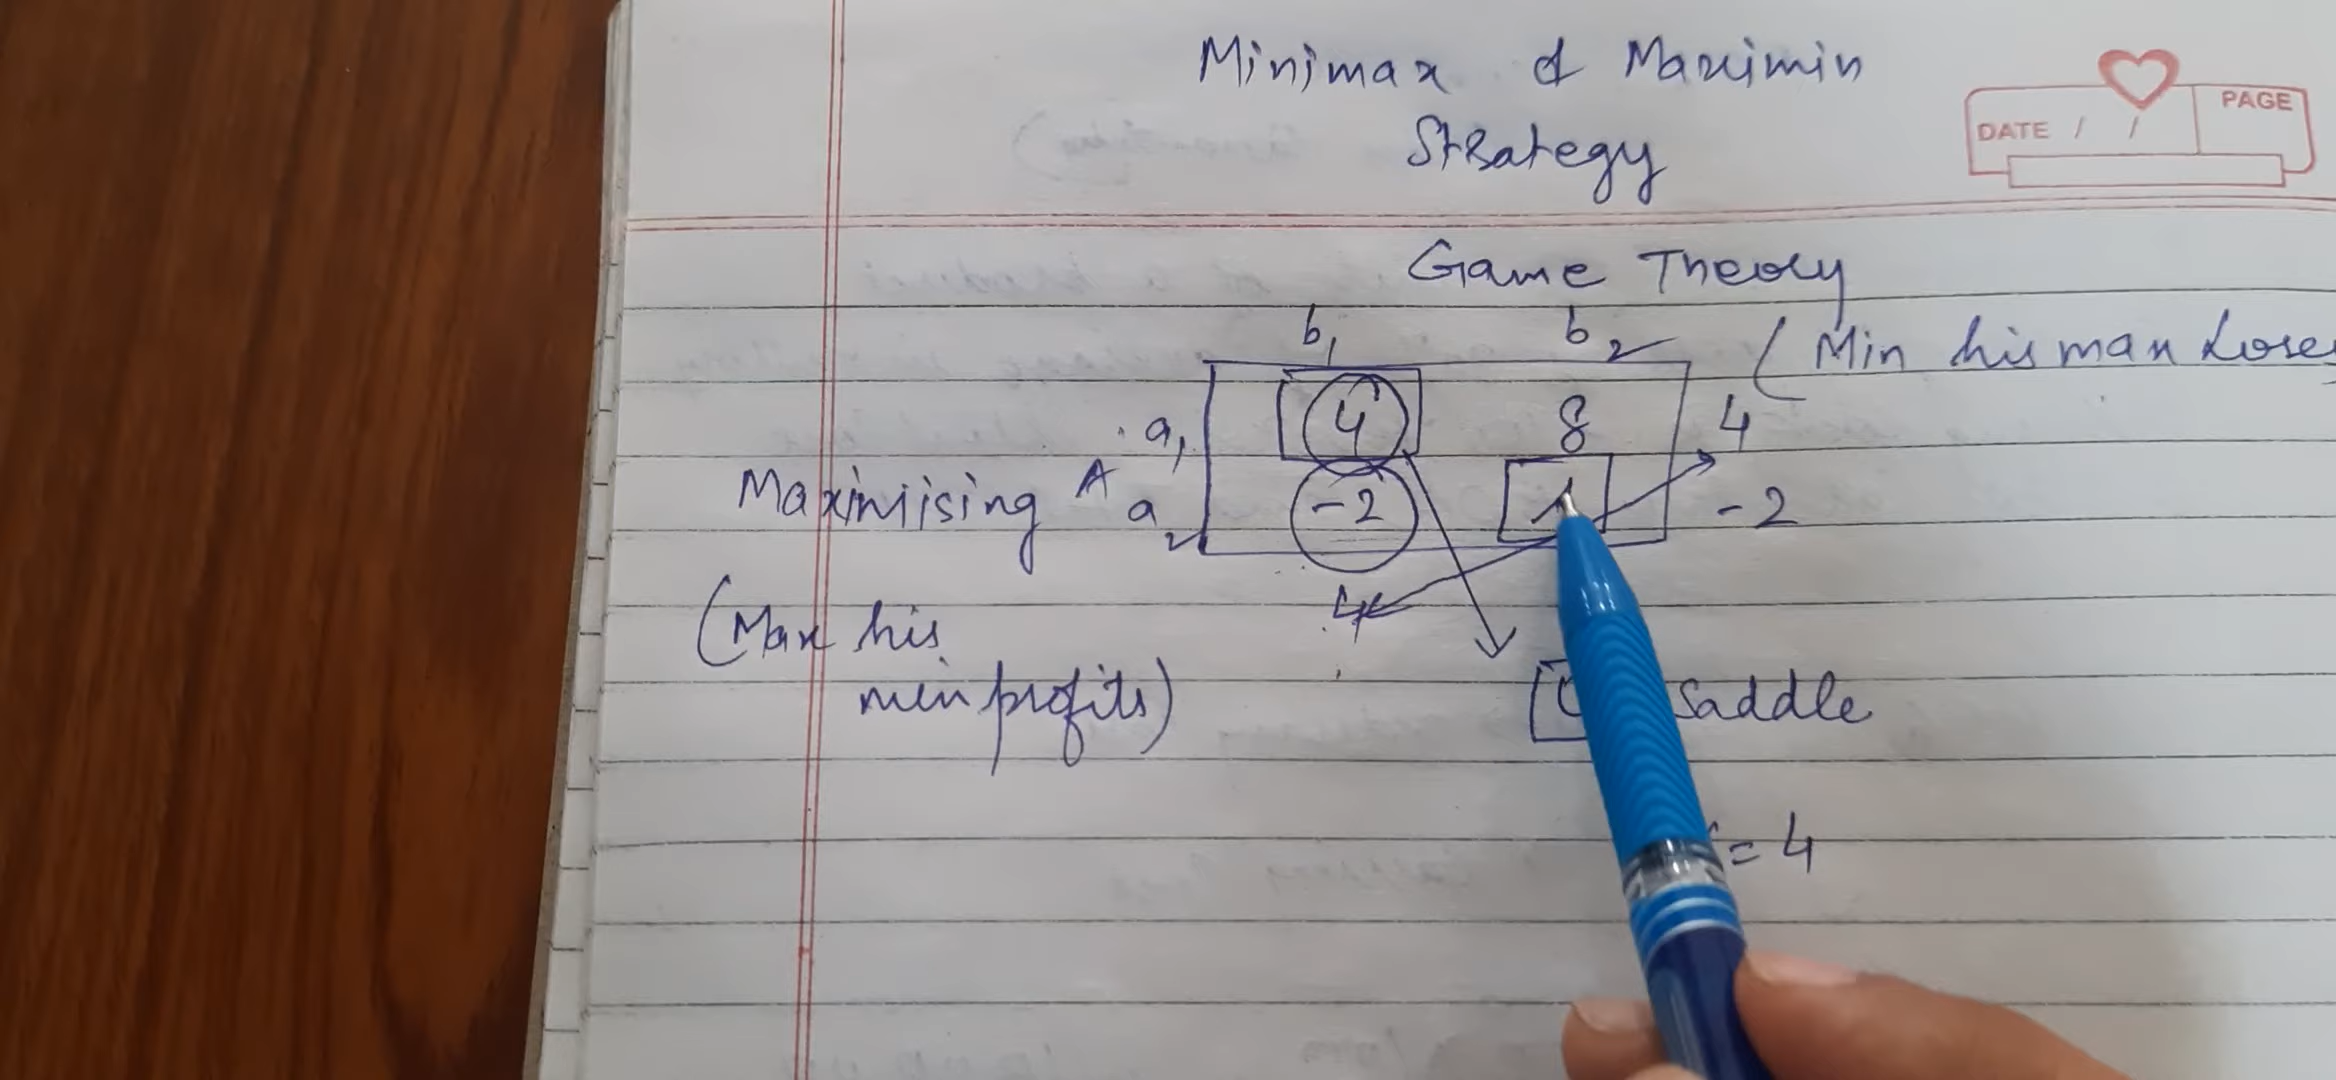 Minimax & Maximin
Strategy
PAGE
DATE / /
Game Theory
b1 b2
(Min his max Loses
a1 4 8 4
Maximising A a2 -2 -2
4
(Max his
min profits)
saddle
= 4